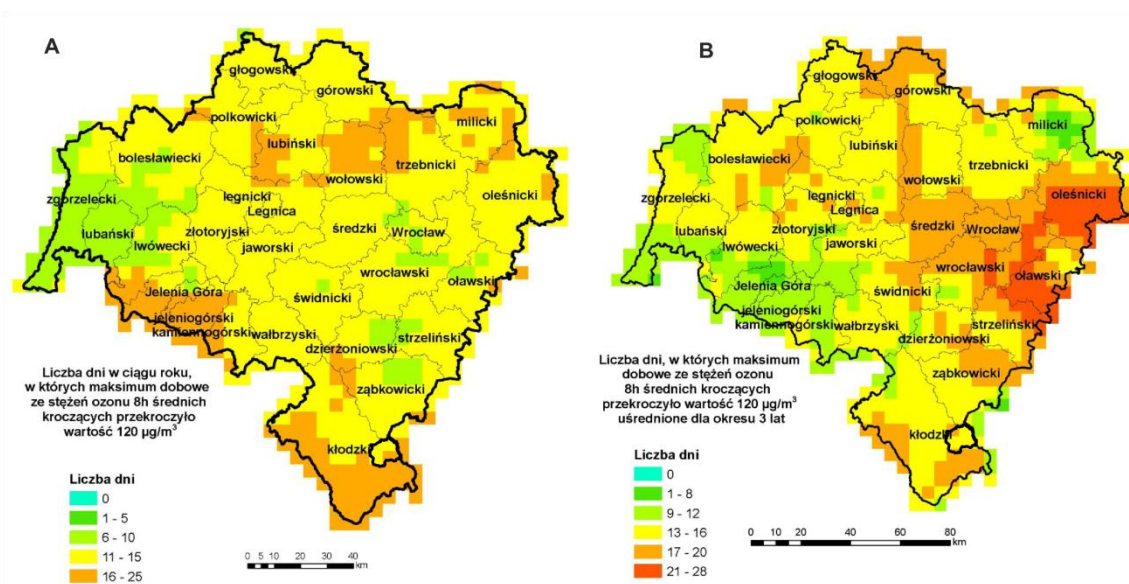 A
głogowski
górowski
polkowicki
milicki
lubiński
bolesławiecki
trzebnicki
wołowski
zgorzelecki
legnicki
oleśnicki
Legnica
lubański
złotoryjski
średzki
Wrocław
lwówecki
jaworski
wrocławski
oławski
Jelenia Góra
świdnicki
jeleniogórski
kamiennogórski
wałbrzyski
strzeliński
dzierżoniowski
ząbkowicki
kłodzki
Liczba dni w ciągu roku,
w których maksimum dobowe
ze stężeń ozonu 8h średnich
kroczących przekroczyło
wartość 120 µg/m³
Liczba dni
0
1 - 5
6 - 10
11 - 15
16 - 25
0 5 10 20 30 40
km
B
głogowski
górowski
polkowicki
milicki
lubiński
bolesławiecki
trzebnicki
wołowski
zgorzelecki
legnicki
oleśnicki
Legnica
lubański
złotoryjski
średzki
Wrocław
lwówecki
jaworski
wrocławski
oławski
Jelenia Góra
świdnicki
jeleniogórski
kamiennogórski
wałbrzyski
strzeliński
dzierżoniowski
ząbkowicki
kłodzki
Liczba dni, w których maksimum
dobowe ze stężeń ozonu
8h średnich kroczących
przekroczyło wartość 120 µg/m³
uśrednione dla okresu 3 lat
Liczba dni
0
1 - 8
9 - 12
13 - 16
17 - 20
21 - 28
0 5 10 20 30 40
0 20 40 60 80
km